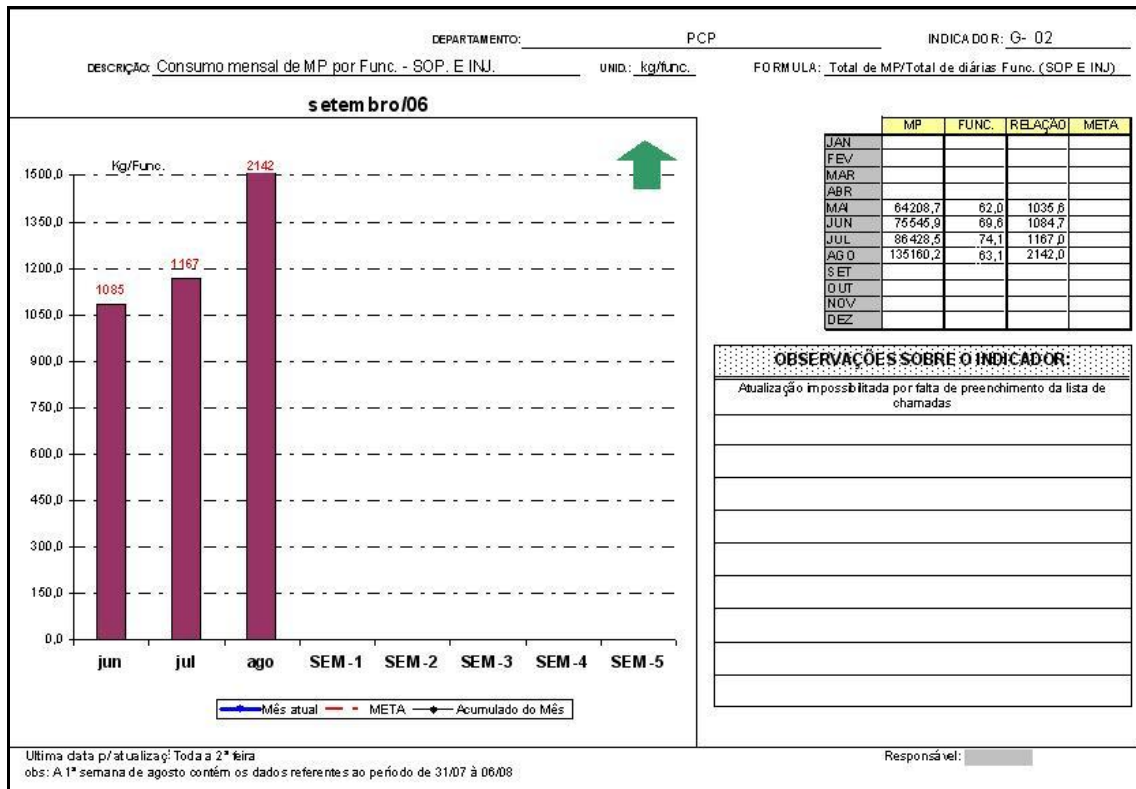 DEPARTAMENTO: PCP INDICADOR: G- 02
DESCRIÇÃO: Consumo mensal de MP por Func. - SOP. E INJ. UNID.: kg/func. FORMULA: Total de MP/Total de diárias Func. (SOP E INJ)
setembro/06
Kg/Func.
1500,0
1350,0
1200,0
1050,0
900,0
750,0
600,0
450,0
300,0
150,0
0,0
1085
1167
2142
jun jul ago SEM-1 SEM-2 SEM-3 SEM-4 SEM-5
Mês atual META Acumulado do Mês
MP FUNC. RELAÇÃO META
JAN
FEV
MAR
ABR
MAI 64208,7 62,0 1035,6
JUN 75545,9 69,6 1084,7
JUL 86428,5 74,1 1167,0
AGO 135160,2 63,1 2142,0
SET
OUT
NOV
DEZ
OBSERVAÇÕES SOBRE O INDICADOR:
Atualização impossibilitada por falta de preenchimento da lista de
chamadas
Ultima data p/atualizaç: Toda a 2ª feira
obs: A 1ª semana de agosto contém os dados referentes ao período de 31/07 à 06/08
Responsável: